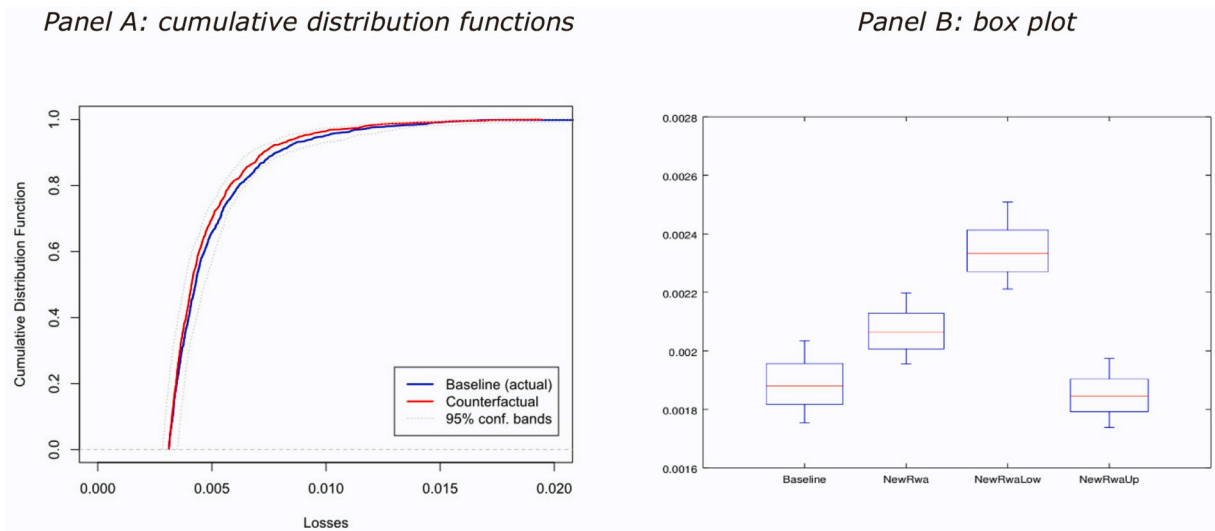 Panel A: cumulative distribution functions
Panel B: box plot
Cumulative Distribution Function
1.0
0.8
0.6
0.4
0.2
0.0
Baseline (actual)
Counterfactual
95% conf. bands
0.000
0.005
0.010
0.015
0.020
Losses
0.0028
0.0026
0.0024
0.0022
0.002
0.0018
0.0016
Baseline
NewRwa
NewRwaLow
NewRwaUp